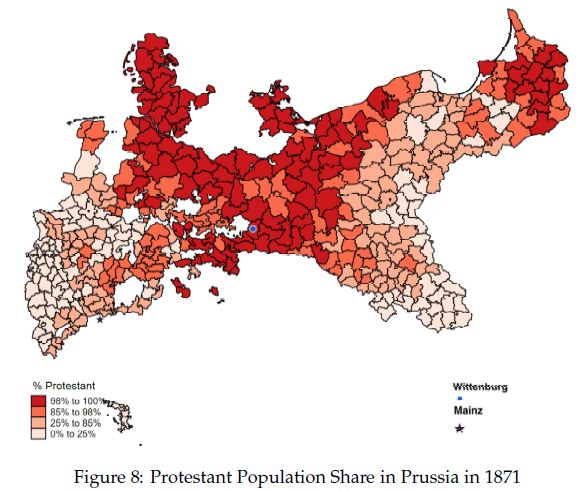 % Protestant
98% to 100%
85% to 98%
25% to 85%
0% to 25%
Wittenburg
Mainz
Figure 8: Protestant Population Share in Prussia in 1871